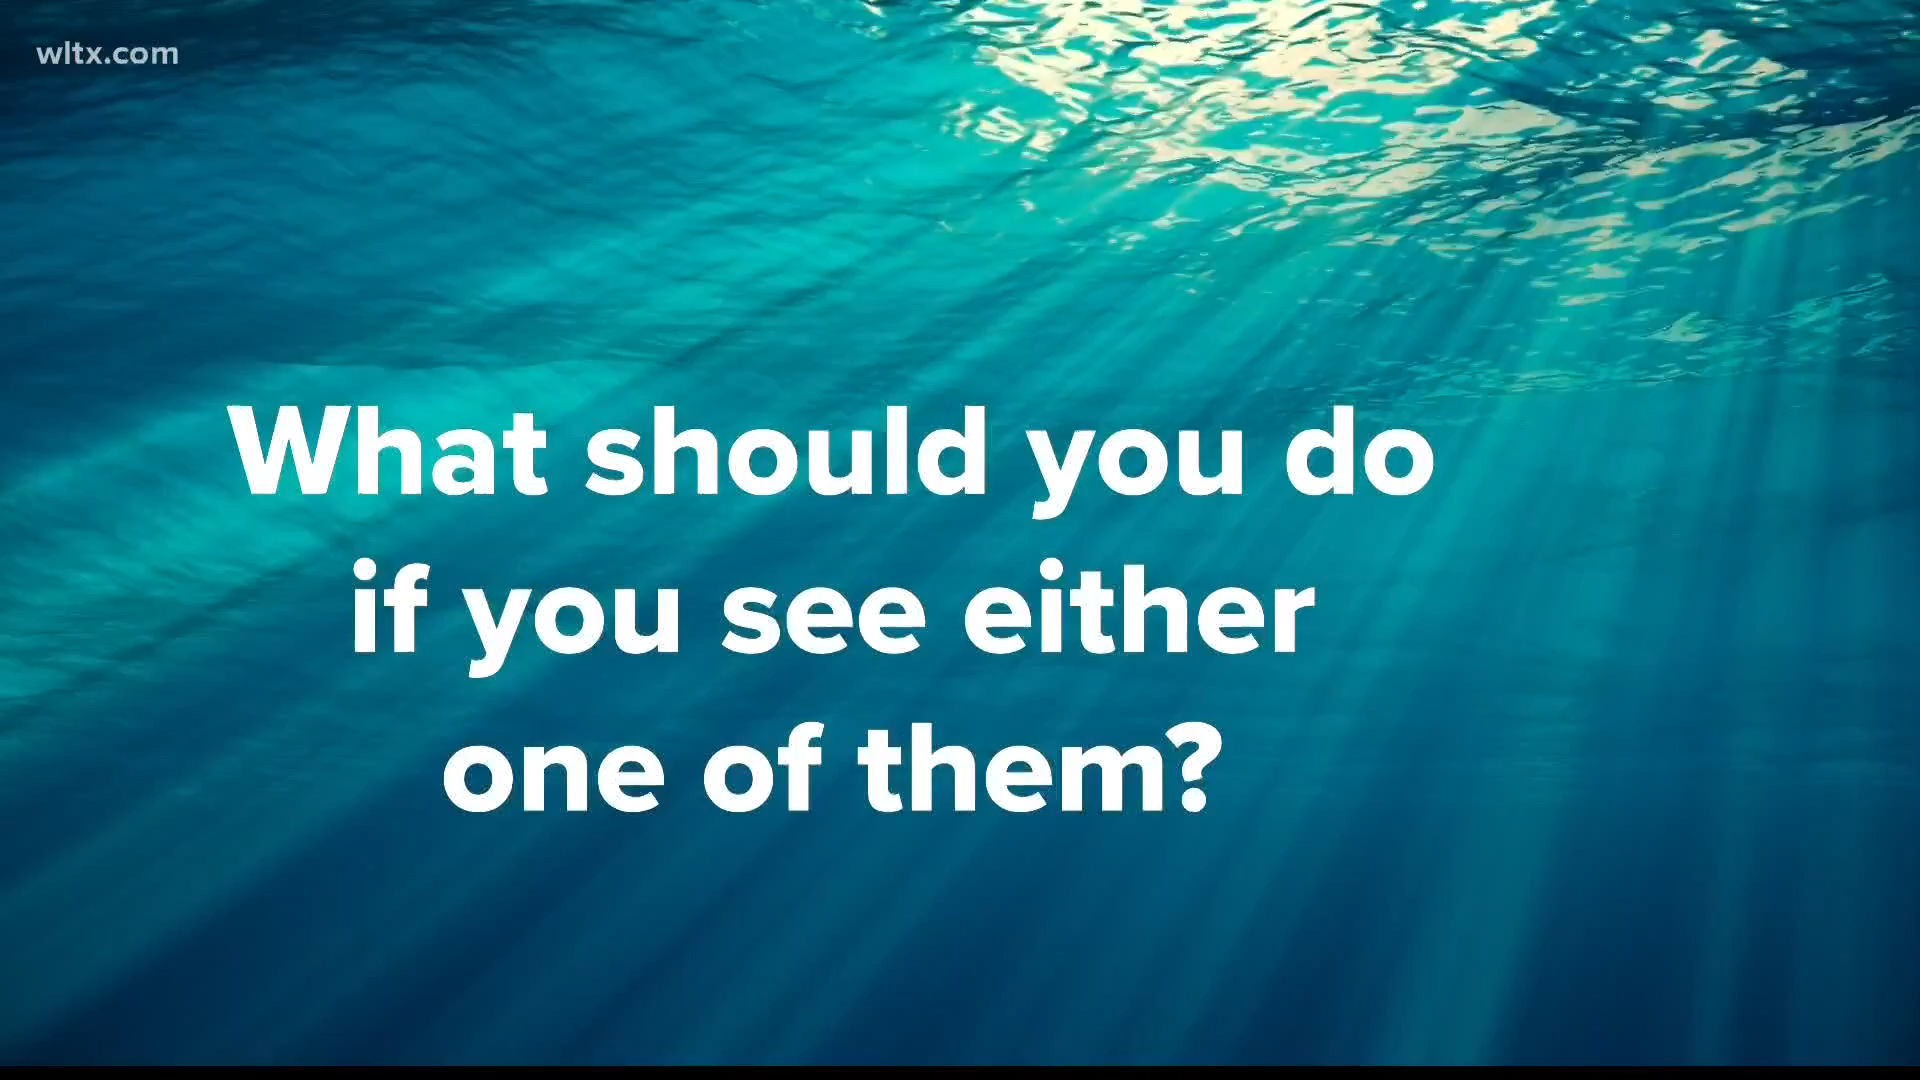 wltx.com
What should you do
if you see either
one of them?